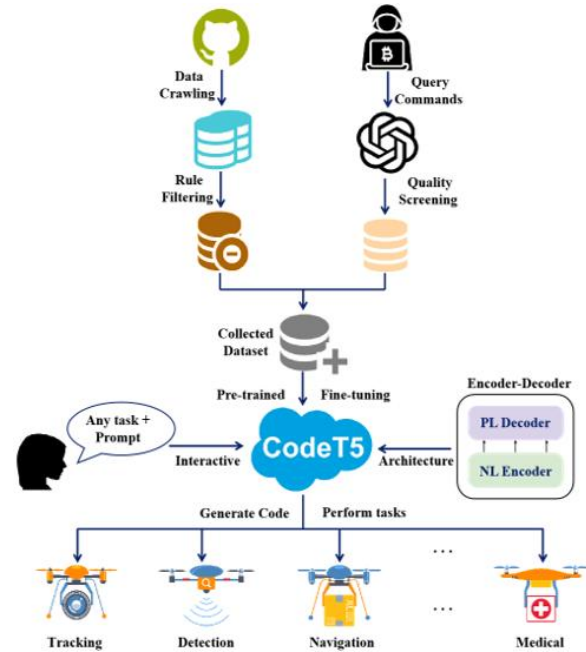 Data
Crawling
Query
Commands
Rule
Filtering
Quality
Screening
Collected
Dataset
Pre-trained
Fine-tuning
Encoder-Decoder
Any task +
Prompt
PL Decoder
CodeT5
Interactive
Architecture
NL Encoder
Generate Code
Perform tasks
...
...
Tracking
Detection
Navigation
Medical